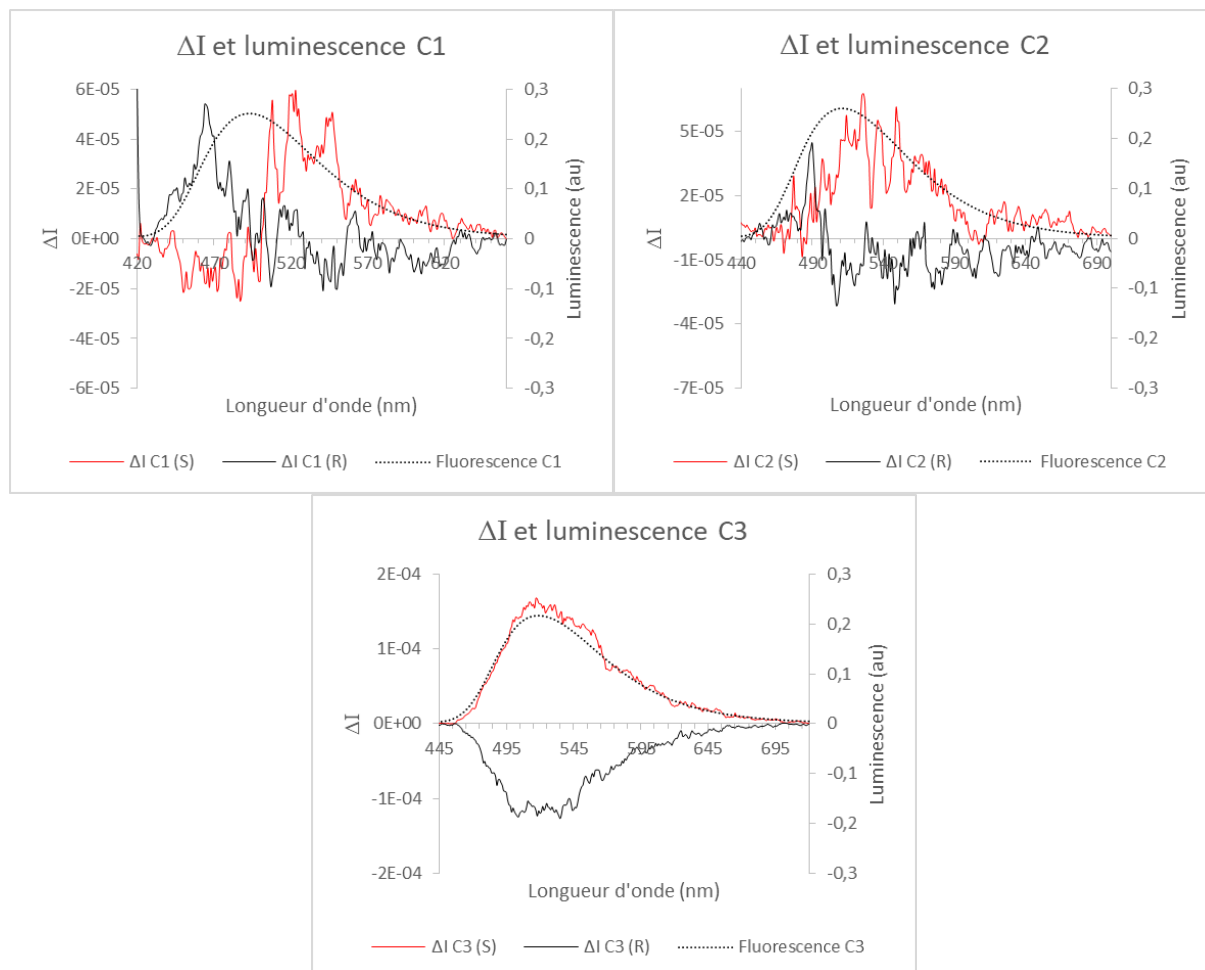 ΔI et luminescence C1
6E-05
4E-05
2E-05
0E+00
-2E-05
-4E-05
-6E-05
ΔI
420 470 520 570 620
0,3
0,2
0,1
0
-0,1
-0,2
-0,3
Luminescence (au)
Longueur d'onde (nm)
ΔI C1 (S) ΔI C1 (R) Fluorescence C1
ΔI et luminescence C2
5E-05
2E-05
-1E-05
-4E-05
-7E-05
ΔI
440 490 540 590 640 690
0,3
0,2
0,1
0
-0,1
-0,2
-0,3
Luminescence (au)
Longueur d'onde (nm)
ΔI C2 (S) ΔI C2 (R) Fluorescence C2
ΔI et luminescence C3
2E-04
1E-04
0E+00
-1E-04
-2E-04
ΔI
445 495 545 595 645 695
0,3
0,2
0,1
0
-0,1
-0,2
-0,3
Luminescence (au)
Longueur d'onde (nm)
ΔI C3 (S) ΔI C3 (R) Fluorescence C3